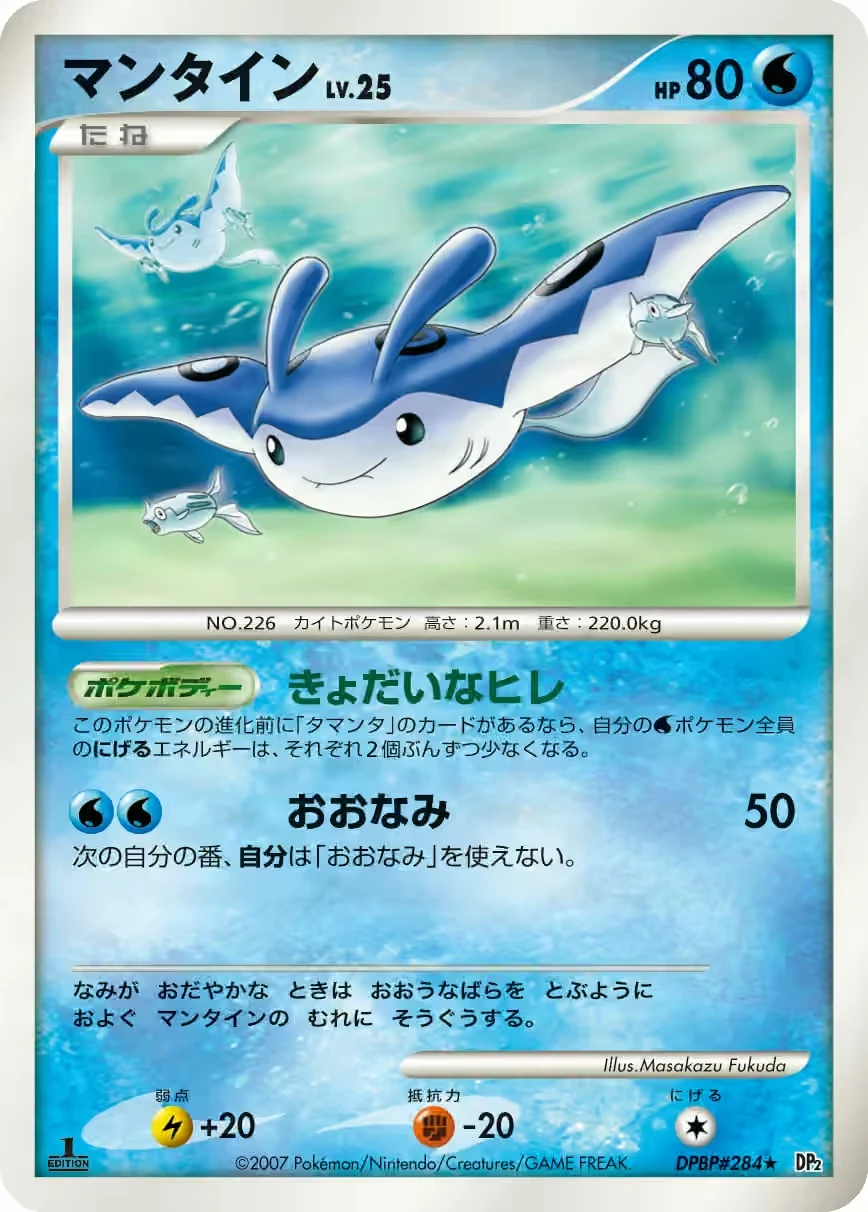 マンタイン LV.25 HP 80
たね
NO.226 カイトポケモン 高さ:2.1m 重さ:220.0kg
ポケボディー きょだいなヒレ
このポケモンの進化前に「タマンタ」のカードがあるなら、自分のポケモン全員
のにげるエネルギーは、それぞれ2個ぶんずつ少なくなる。
おおなみ 50
次の自分の番、自分は「おおなみ」を使えない。
なみが おだやかな ときは おおうなばらを とぶように
およぐ マンタインの むれに そうぐうする。
Illus.Masakazu Fukuda
弱点 抵抗力 にげる
+20 -20
1 EDITION ©2007 Pokémon/Nintendo/Creatures/GAME FREAK. DPBP#284★ DP2